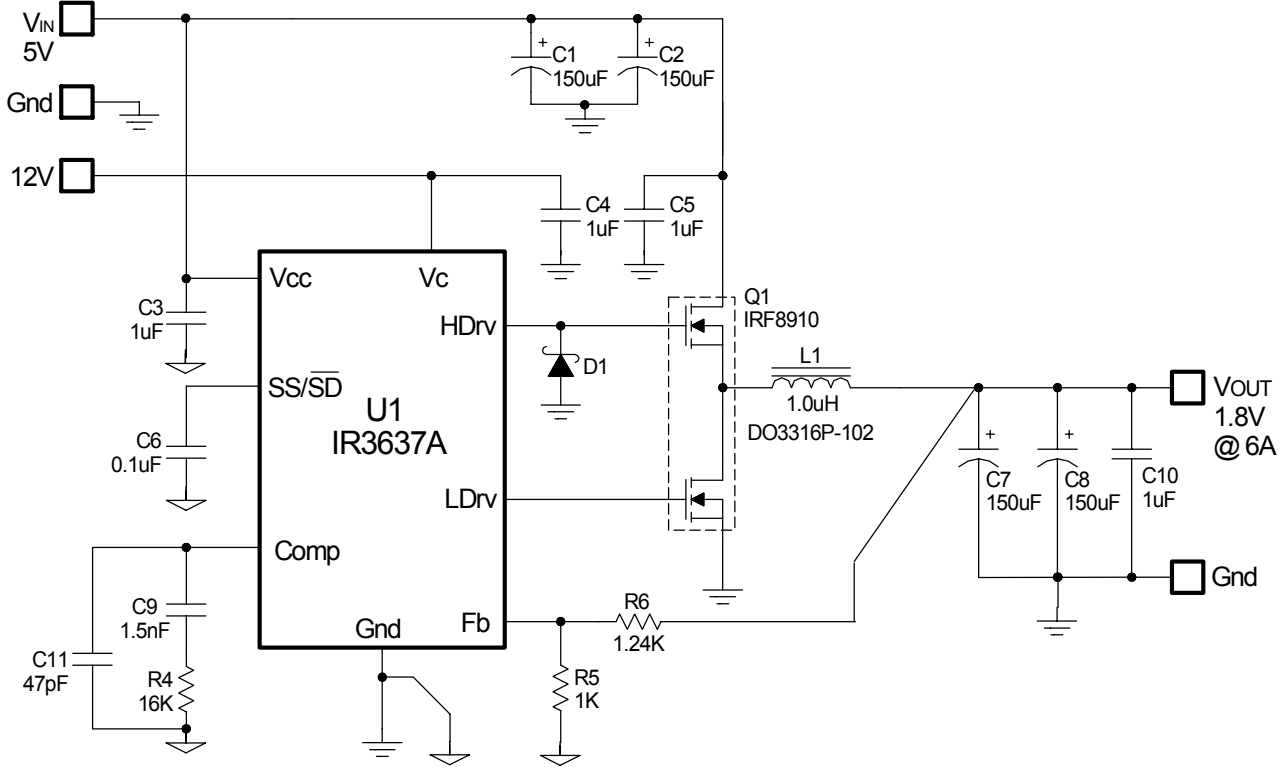 VIN
5V
C1
150uF
C2
150uF
Gnd
12V
C4
1uF
C5
1uF
Vcc
Vc
C3
1uF
Q1
IRF8910
HDrv
D1
L1
1.0uH
DO3316P-102
VOUT
1.8V
@ 6A
SS/SD
U1
IR3637A
C6
0.1uF
LDrv
C7
150uF
C8
150uF
C10
1uF
Comp
Gnd
C9
1.5nF
R6
1.24K
Fb
Gnd
C11
47pF
R4
16K
R5
1K